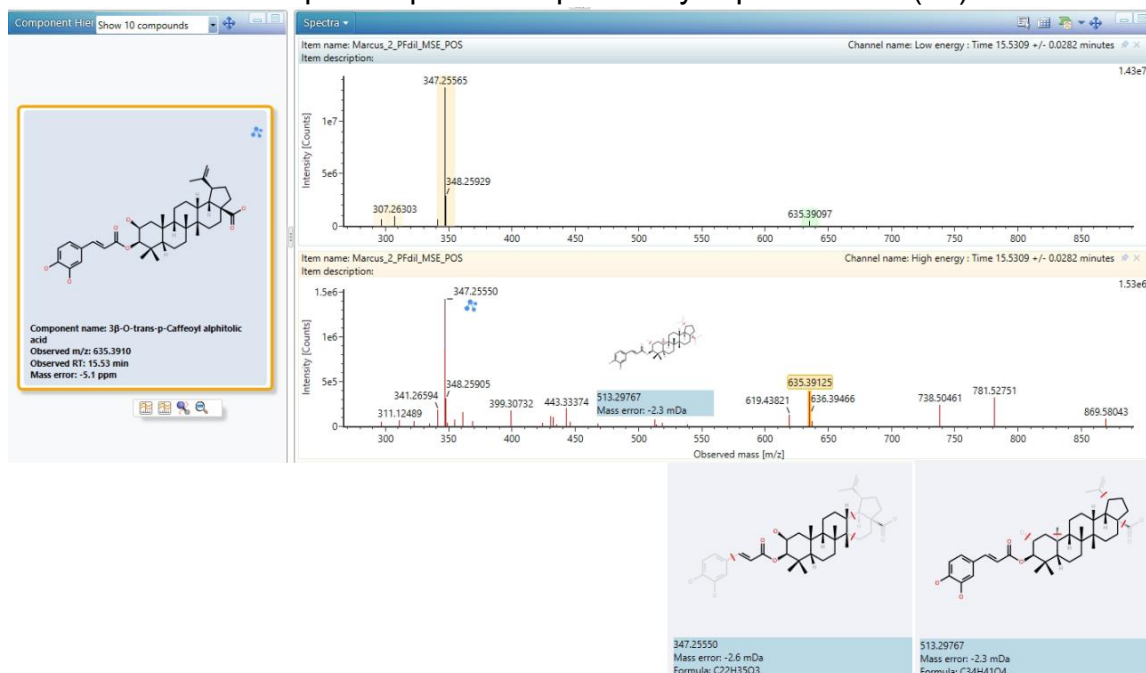 Component Hier Show 10 compounds
Component name: 3β-O-trans-p-Caffeoyl alphitolic
acid
Observed m/z: 635.3910
Observed RT: 15.53 min
Mass error: -5.1 ppm
Spectra
Item name: Marcus_2_PFdil_MSE_POS
Channel name: Low energy : Time 15.5309 +/- 0.0282 minutes
Item description:
1.43e7
Intensity [Counts]
1e7
5e6
0
347.25565
348.25929
307.26303
635.39097
300 350 400 450 500 550 600 650 700 750 800 850
Item name: Marcus_2_PFdil_MSE_POS
Channel name: High energy : Time 15.5309 +/- 0.0282 minutes
Item description:
1.53e6
Intensity [Counts]
1.5e6
1e6
5e5
0
347.25550
348.25905
341.26594
311.12489
399.30732
443.33374
513.29767
Mass error: -2.3 mDa
619.43821
635.39125
636.39466
738.50461
781.52751
869.58043
300 350 400 450 500 550 600 650 700 750 800 850
Observed mass [m/z]
347.25550
Mass error: -2.6 mDa
Formula: C22H35O3
513.29767
Mass error: -2.3 mDa
Formula: C34H41O4